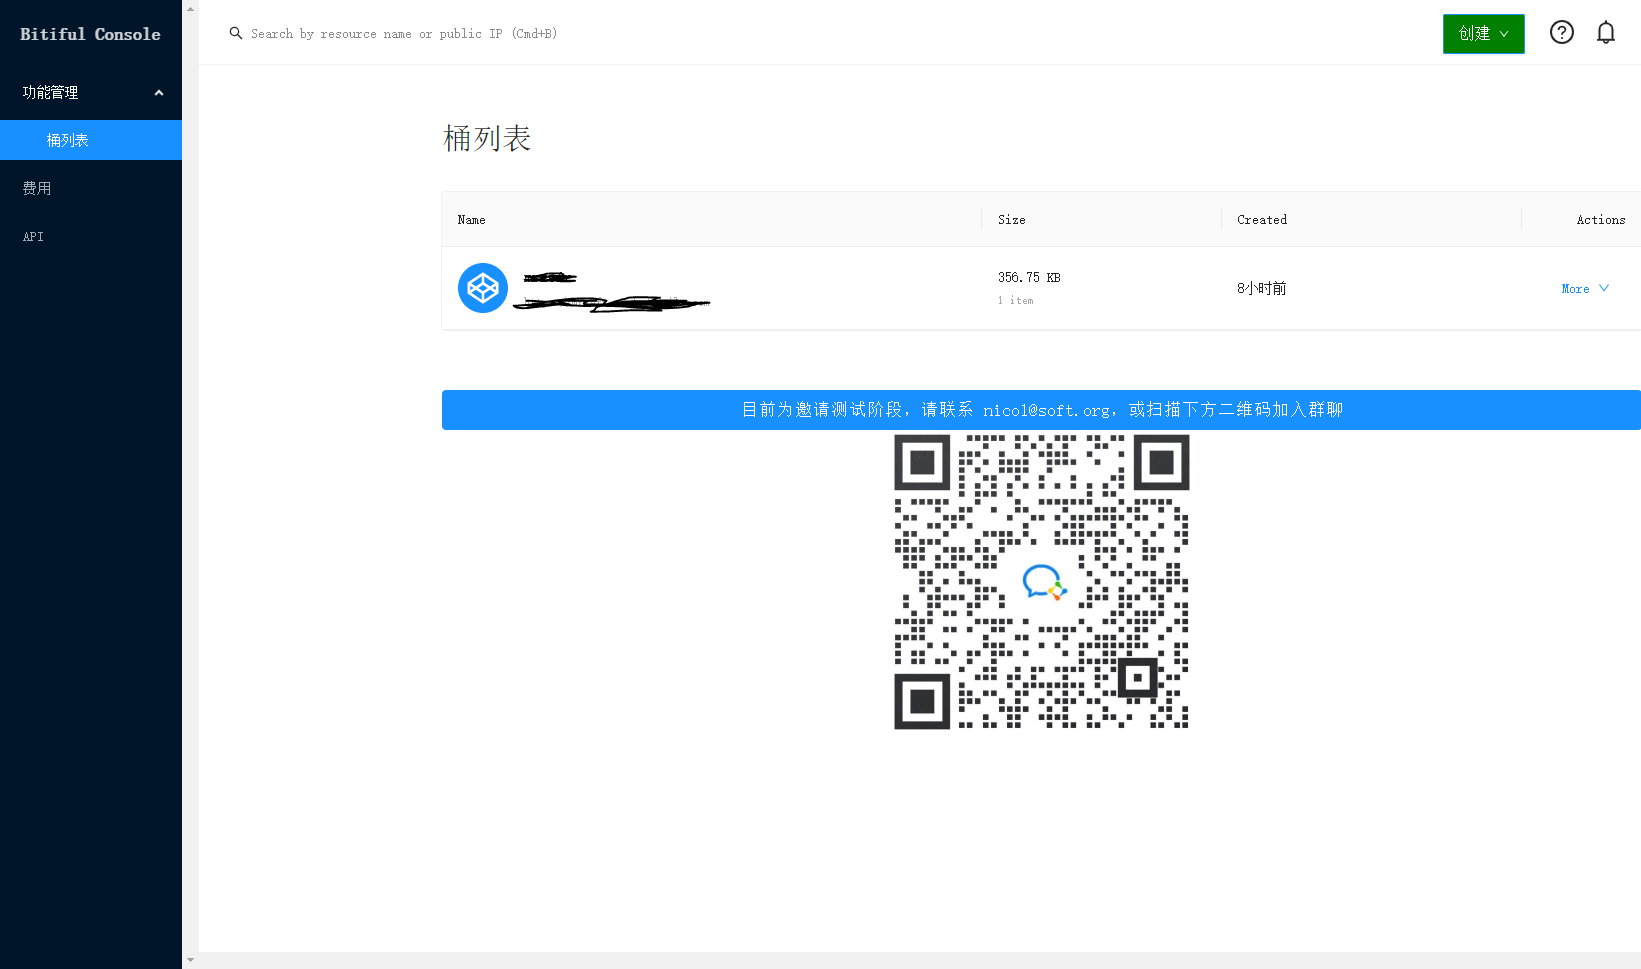 Bitiful Console
Search by resource name or public IP (Cmd+B)
创建
功能管理
桶列表
费用
API
桶列表
Name Size Created Actions
356.75 KB
1 item
8小时前
More
目前为邀请测试阶段，请联系 nicol@soft.org，或扫描下方二维码加入群聊